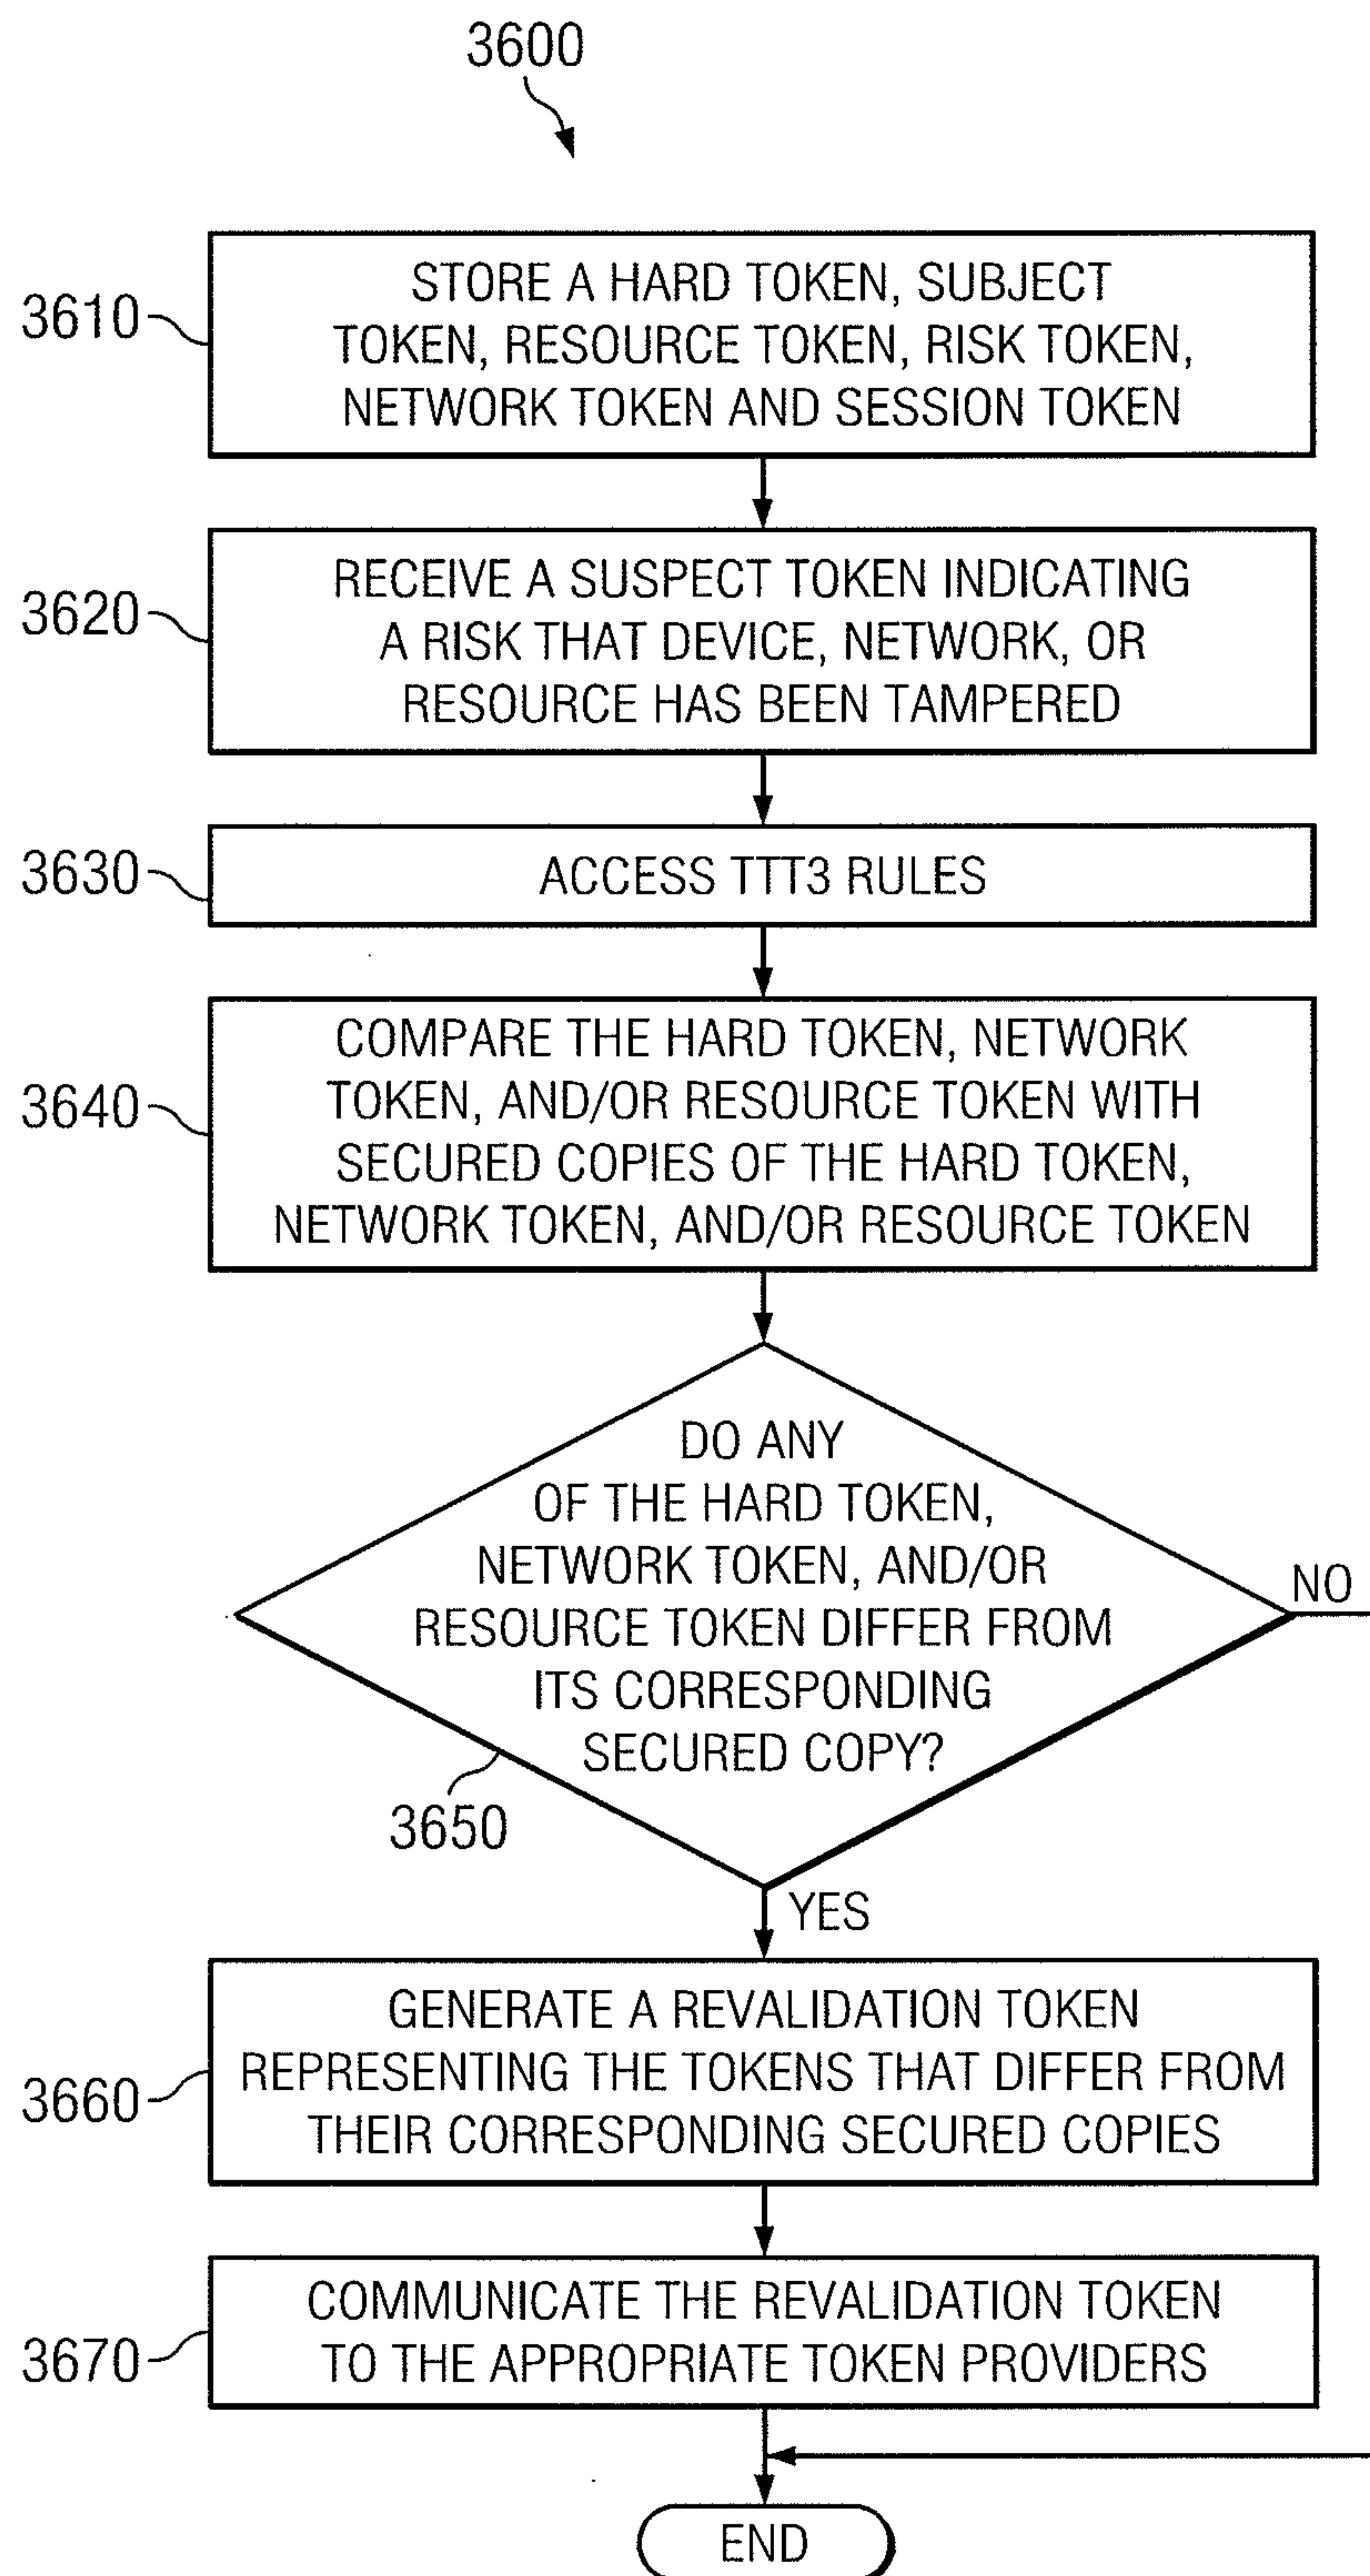 3600
3610
STORE A HARD TOKEN, SUBJECT
TOKEN, RESOURCE TOKEN, RISK TOKEN,
NETWORK TOKEN AND SESSION TOKEN
3620
RECEIVE A SUSPECT TOKEN INDICATING
A RISK THAT DEVICE, NETWORK, OR
RESOURCE HAS BEEN TAMPERED
3630
ACCESS TTT3 RULES
3640
COMPARE THE HARD TOKEN, NETWORK
TOKEN, AND/OR RESOURCE TOKEN WITH
SECURED COPIES OF THE HARD TOKEN,
NETWORK TOKEN, AND/OR RESOURCE TOKEN
DO ANY
OF THE HARD TOKEN,
NETWORK TOKEN, AND/OR
RESOURCE TOKEN DIFFER FROM
ITS CORRESPONDING
SECURED COPY?
NO
3650
YES
3660
GENERATE A REVALIDATION TOKEN
REPRESENTING THE TOKENS THAT DIFFER FROM
THEIR CORRESPONDING SECURED COPIES
3670
COMMUNICATE THE REVALIDATION TOKEN
TO THE APPROPRIATE TOKEN PROVIDERS
END